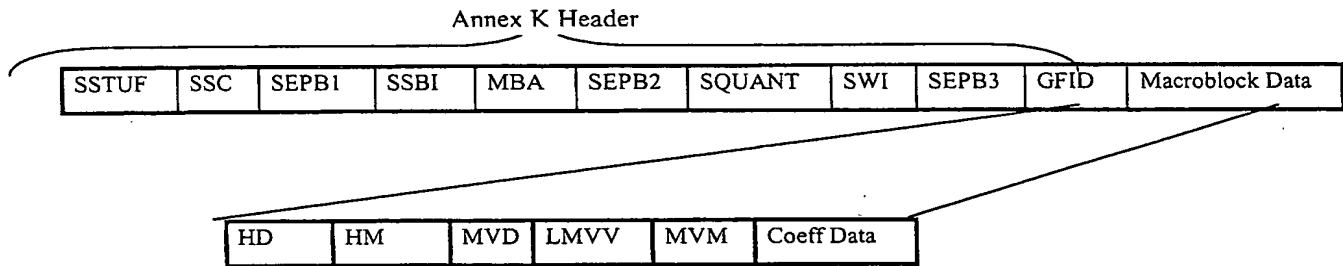 Annex K Header
SSTUF SSC SEPB1 SSBI MBA SEPB2 SQUANT SWI SEPB3 GFID Macroblock Data
HD HM MVD LMVV MVM Coeff Data